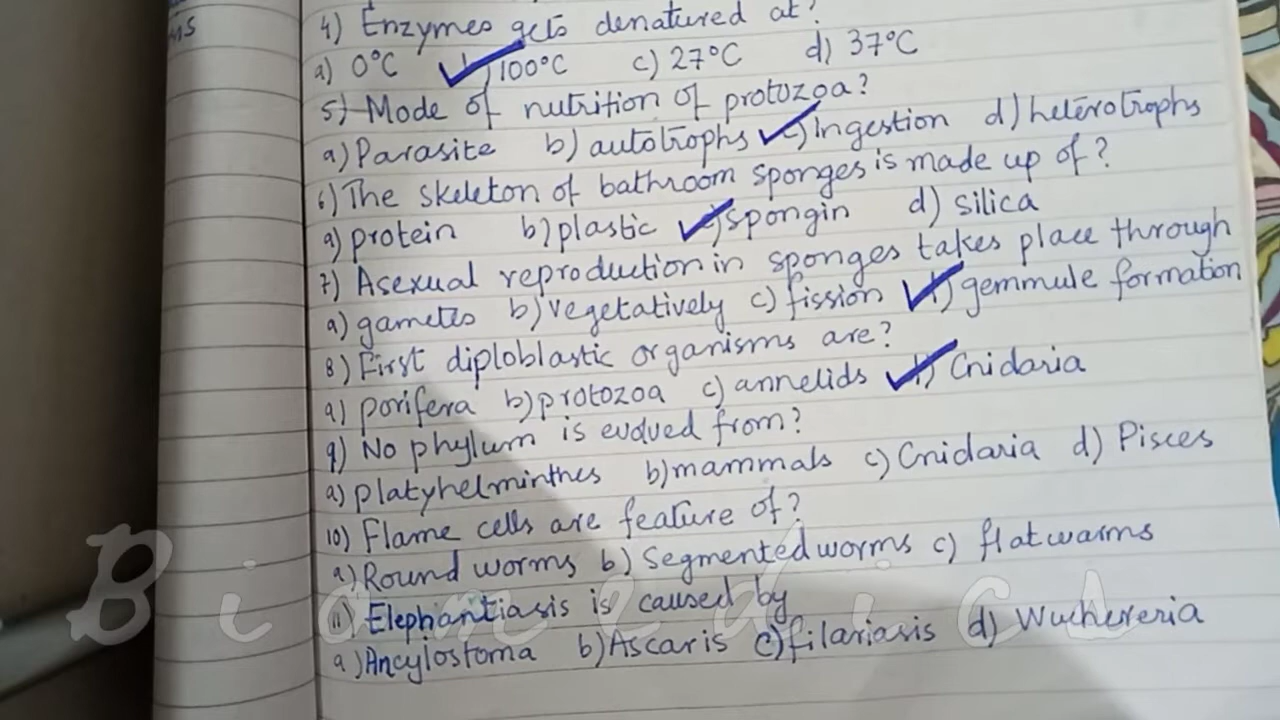 ms
4) Enzymes gets denatured at?
a) 0°C b) 100°C c) 27°C d) 37°C
5) Mode of nutrition of protozoa?
a) Parasite b) autotrophs c) Ingestion d) heterotrophs
6) The skeleton of bathroom sponges is made up of?
a) protein b) plastic c) spongin d) silica
7) Asexual reproduction in sponges takes place through
a) gametes b) vegetatively c) fission d) gemmule formation
8) First diploblastic organisms are?
a) porifera b) protozoa c) annelids d) Cnidaria
9) No phylum is evolved from?
a) platyhelminthes b) mammals c) Cnidaria d) Pisces
10) Flame cells are feature of?
a) Round worms b) Segmented worms c) flatwarms
11) Elephantiasis is caused by
a) Ancylostoma b) Ascaris c) filariasis d) Wuchereria
Biomedics